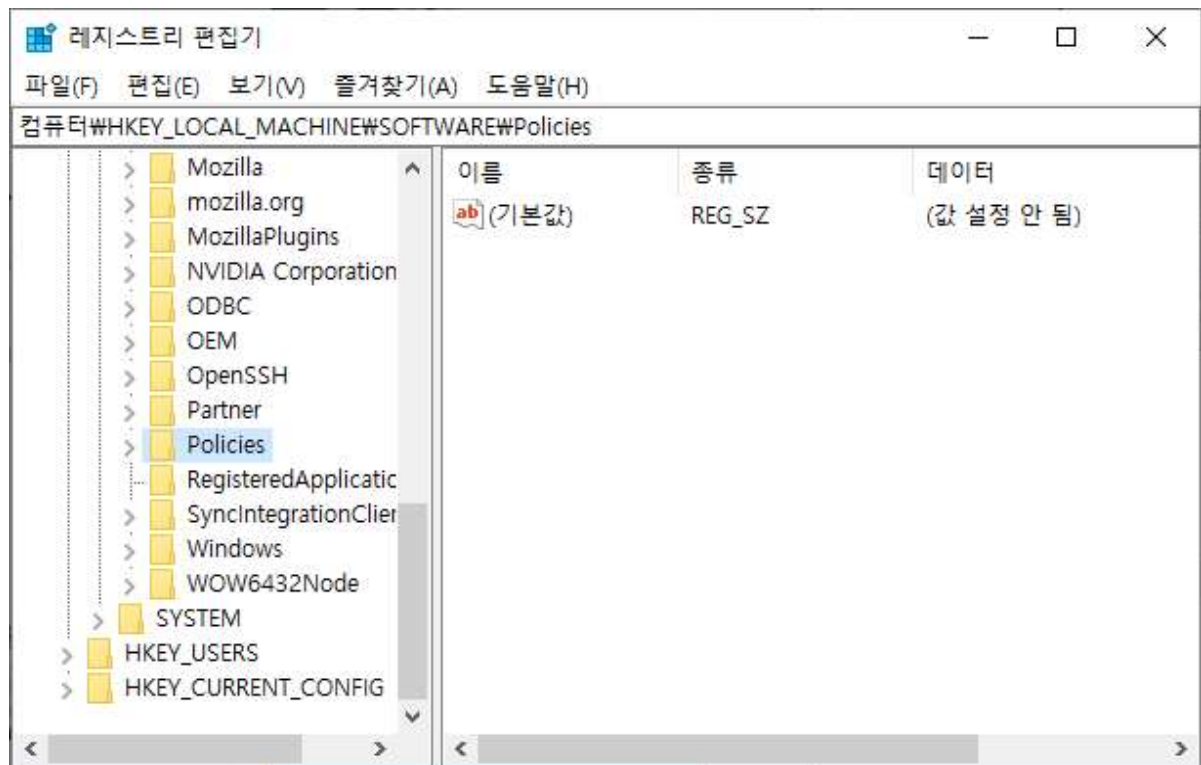 레지스트리 편집기
파일(F) 편집(E) 보기(V) 즐겨찾기(A) 도움말(H)
컴퓨터₩HKEY_LOCAL_MACHINE₩SOFTWARE₩Policies
이름 종류 데이터
ab (기본값) REG_SZ (값 설정 안 됨)
Mozilla
mozilla.org
MozillaPlugins
NVIDIA Corporation
ODBC
OEM
OpenSSH
Partner
Policies
RegisteredApplicatic
SyncIntegrationClier
Windows
WOW6432Node
SYSTEM
HKEY_USERS
HKEY_CURRENT_CONFIG